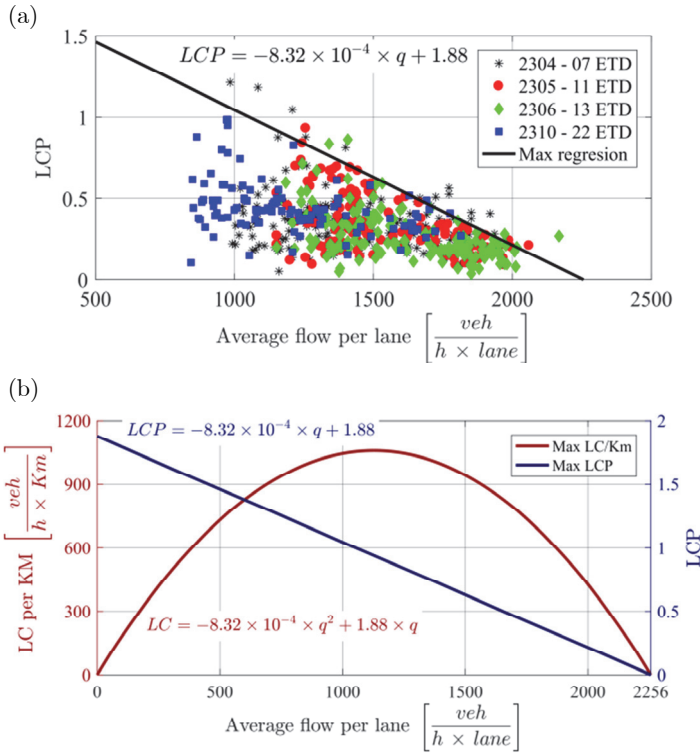 (a)
1.5
1
0.5
0
LCP
LCP = −8.32 × 10⁻⁴ × q + 1.88
2304 - 07 ETD
2305 - 11 ETD
2306 - 13 ETD
2310 - 22 ETD
Max regresion
500 1000 1500 2000 2500
Average flow per lane [veh / h × lane]
(b)
1200
900
600
300
0
LC per KM [veh / h × Km]
LCP = −8.32 × 10⁻⁴ × q + 1.88
Max LC/Km
Max LCP
LC = −8.32 × 10⁻⁴ × q² + 1.88 × q
2
1.5
1
0.5
0
LCP
0 500 1000 1500 2000 2256
Average flow per lane [veh / h × lane]